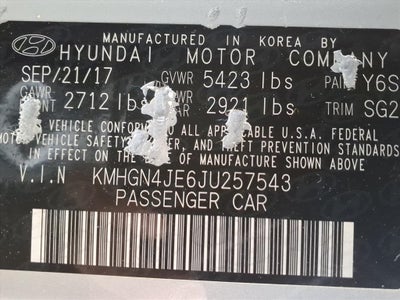 MANUFACTURED IN KOREA BY
HYUNDAI MOTOR COMPANY
SEP/21/17 GVWR 5423 lbs Y6S
2712 lbs 2921 lbs TRIM SG2
VEHICLE CONFORMS TO ALL APPLICABLE U.S.A. FEDERAL
MOTOR VEHICLE SAFETY AND THEFT PREVENTION STANDARDS
IN EFFECT ON THE DATE OF MANUFACTURE SHOWN ABOVE.
V.I.N KMHGN4JE6JU257543
PASSENGER CAR